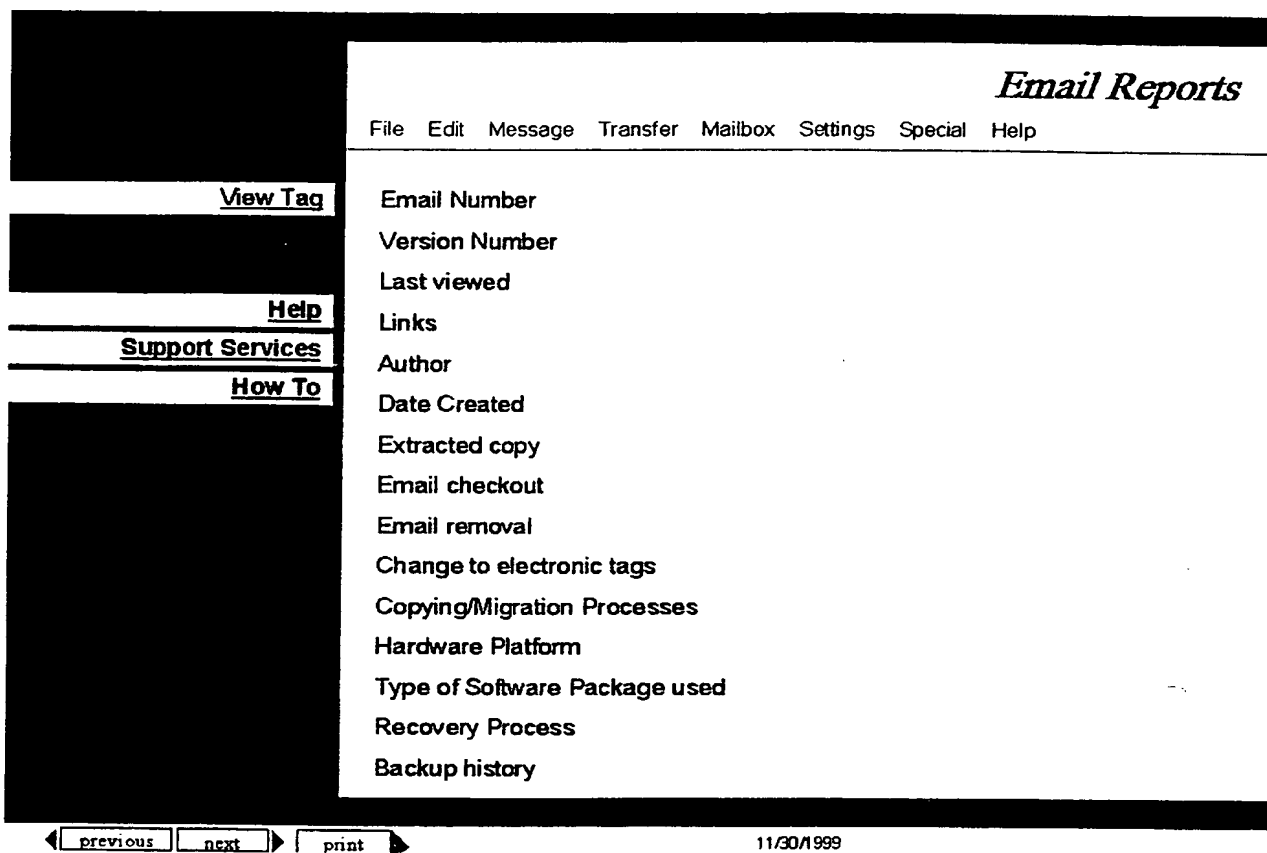 Email Reports
File Edit Message Transfer Mailbox Settings Special Help
View Tag
Help
Support Services
How To
Email Number
Version Number
Last viewed
Links
Author
Date Created
Extracted copy
Email checkout
Email removal
Change to electronic tags
Copying/Migration Processes
Hardware Platform
Type of Software Package used
Recovery Process
Backup history
previous next print 11/30/1999